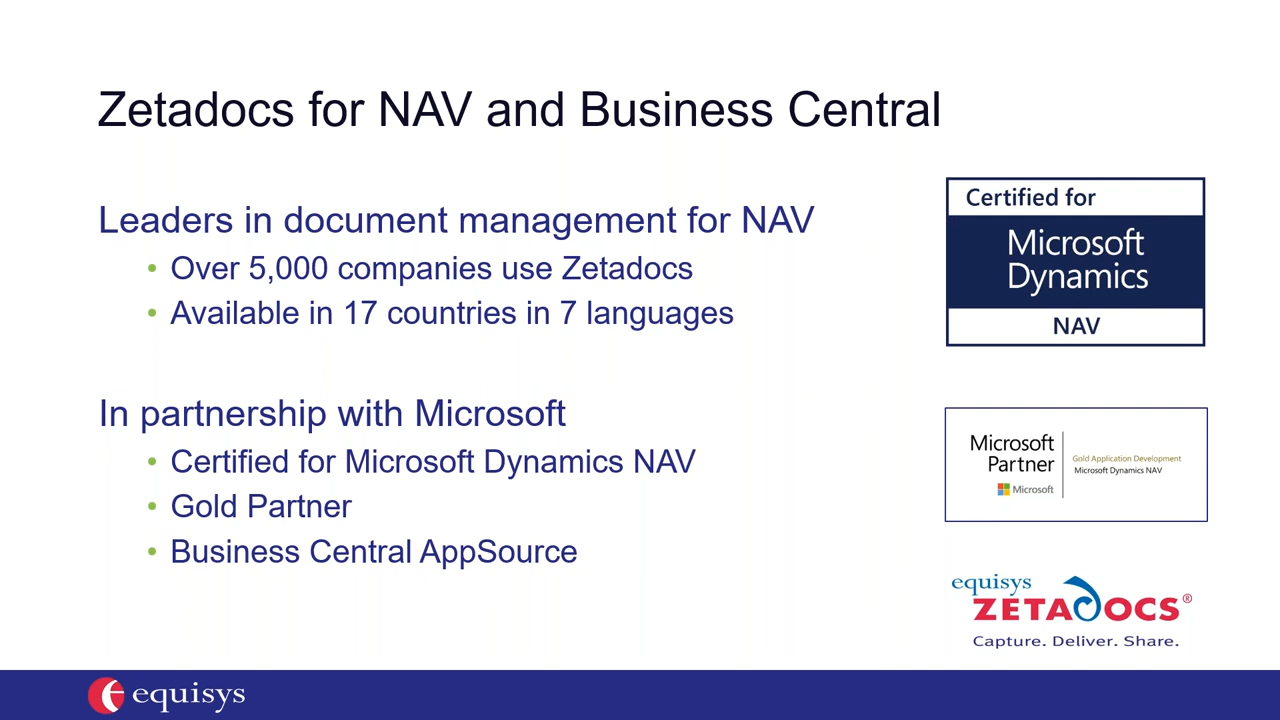 Zetadocs for NAV and Business Central
Leaders in document management for NAV
• Over 5,000 companies use Zetadocs
• Available in 17 countries in 7 languages
In partnership with Microsoft
• Certified for Microsoft Dynamics NAV
• Gold Partner
• Business Central AppSource
Certified for
Microsoft
Dynamics
NAV
Microsoft
Partner
Microsoft
Gold Application Development
Microsoft Dynamics NAV
equisys
ZETADOCS®
Capture. Deliver. Share.
equisys